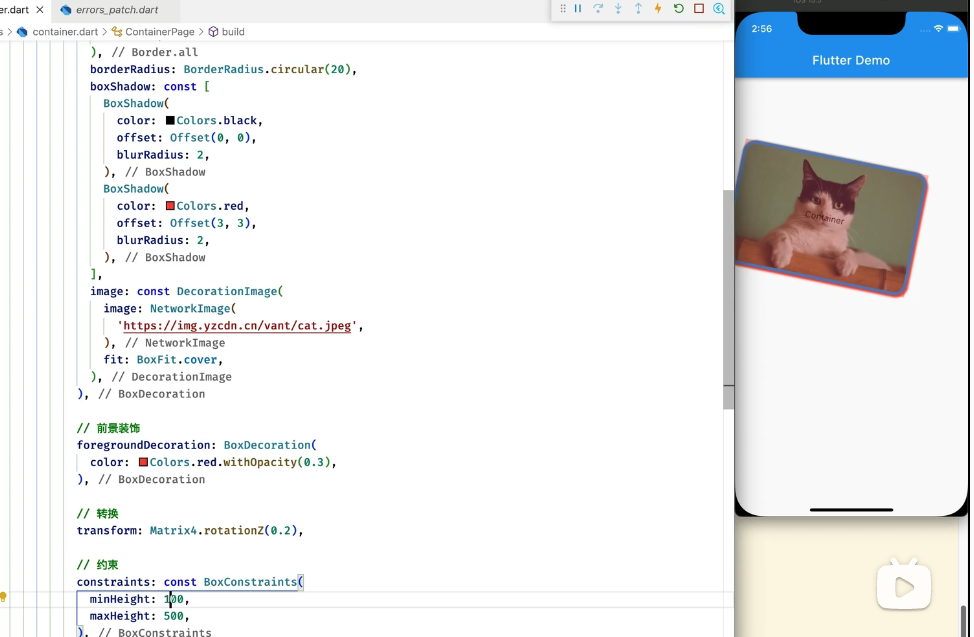 er.dart
errors_patch.dart
s > container.dart > ContainerPage > build
), // Border.all
borderRadius: BorderRadius.circular(20),
boxShadow: const [
BoxShadow(
color: Colors.black,
offset: Offset(0, 0),
blurRadius: 2,
), // BoxShadow
BoxShadow(
color: Colors.red,
offset: Offset(3, 3),
blurRadius: 2,
), // BoxShadow
],
image: const DecorationImage(
image: NetworkImage(
'https://img.yzcdn.cn/vant/cat.jpeg',
), // NetworkImage
fit: BoxFit.cover,
), // DecorationImage
), // BoxDecoration
// 前景装饰
foregroundDecoration: BoxDecoration(
color: Colors.red.withOpacity(0.3),
), // BoxDecoration
// 转换
transform: Matrix4.rotationZ(0.2),
// 约束
constraints: const BoxConstraints(
minHeight: 100,
maxHeight: 500,
), // BoxConstraints
2:56
Flutter Demo
Container